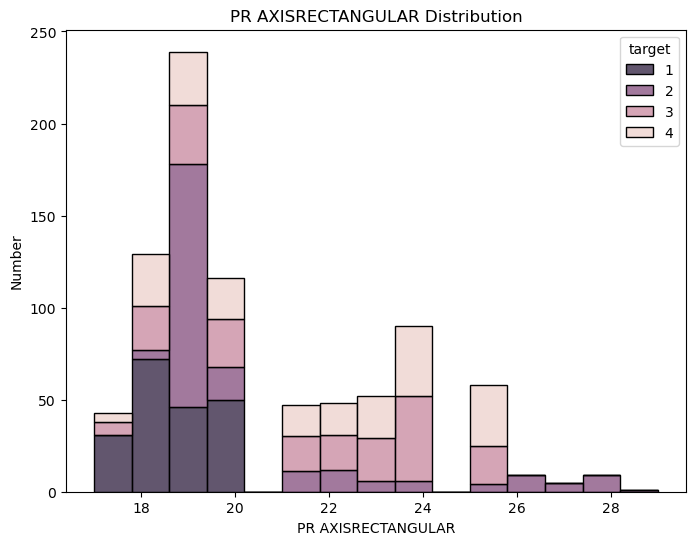 PR AXISRECTANGULAR Distribution
250
200
150
100
50
0
Number
target
1
2
3
4
18 20 22 24 26 28
PR AXISRECTANGULAR